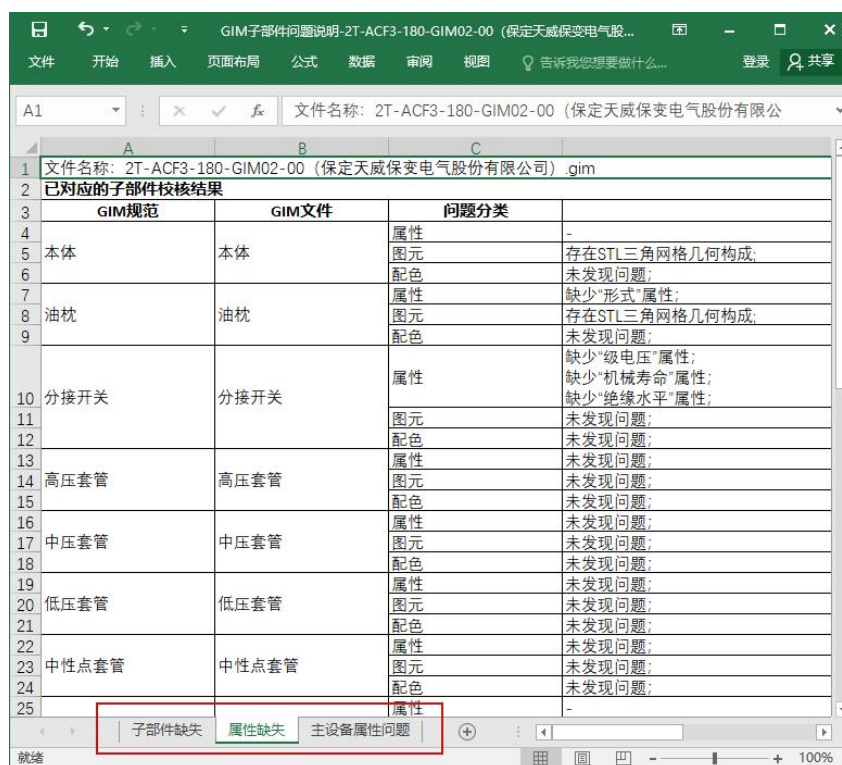 GIM子部件问题说明-2T-ACF3-180-GIM02-00（保定天威保变电气股...
文件 开始 插入 页面布局 公式 数据 审阅 视图 告诉我您想要做什么... 登录 共享
A1 fx 文件名称：2T-ACF3-180-GIM02-00（保定天威保变电气股份有限公
A B C
1 文件名称：2T-ACF3-180-GIM02-00（保定天威保变电气股份有限公司）.gim
2 已对应的子部件校核结果
3 GIM规范 GIM文件 问题分类
4 属性 -
5 本体 本体 图元 存在STL三角网格几何构成;
6 配色 未发现问题;
7 属性 缺少“形式”属性;
8 油枕 油枕 图元 存在STL三角网格几何构成;
9 配色 未发现问题;
缺少“级电压”属性;
属性 缺少“机械寿命”属性;
10 分接开关 分接开关 缺少“绝缘水平”属性;
11 图元 未发现问题;
12 配色 未发现问题;
13 属性 未发现问题;
14 高压套管 高压套管 图元 未发现问题;
15 配色 未发现问题;
16 属性 未发现问题;
17 中压套管 中压套管 图元 未发现问题;
18 配色 未发现问题;
19 属性 未发现问题;
20 低压套管 低压套管 图元 未发现问题;
21 配色 未发现问题;
22 属性 未发现问题;
23 中性点套管 中性点套管 图元 未发现问题;
24 配色 未发现问题;
25 属性 -
子部件缺失 属性缺失 主设备属性问题
就绪 100%